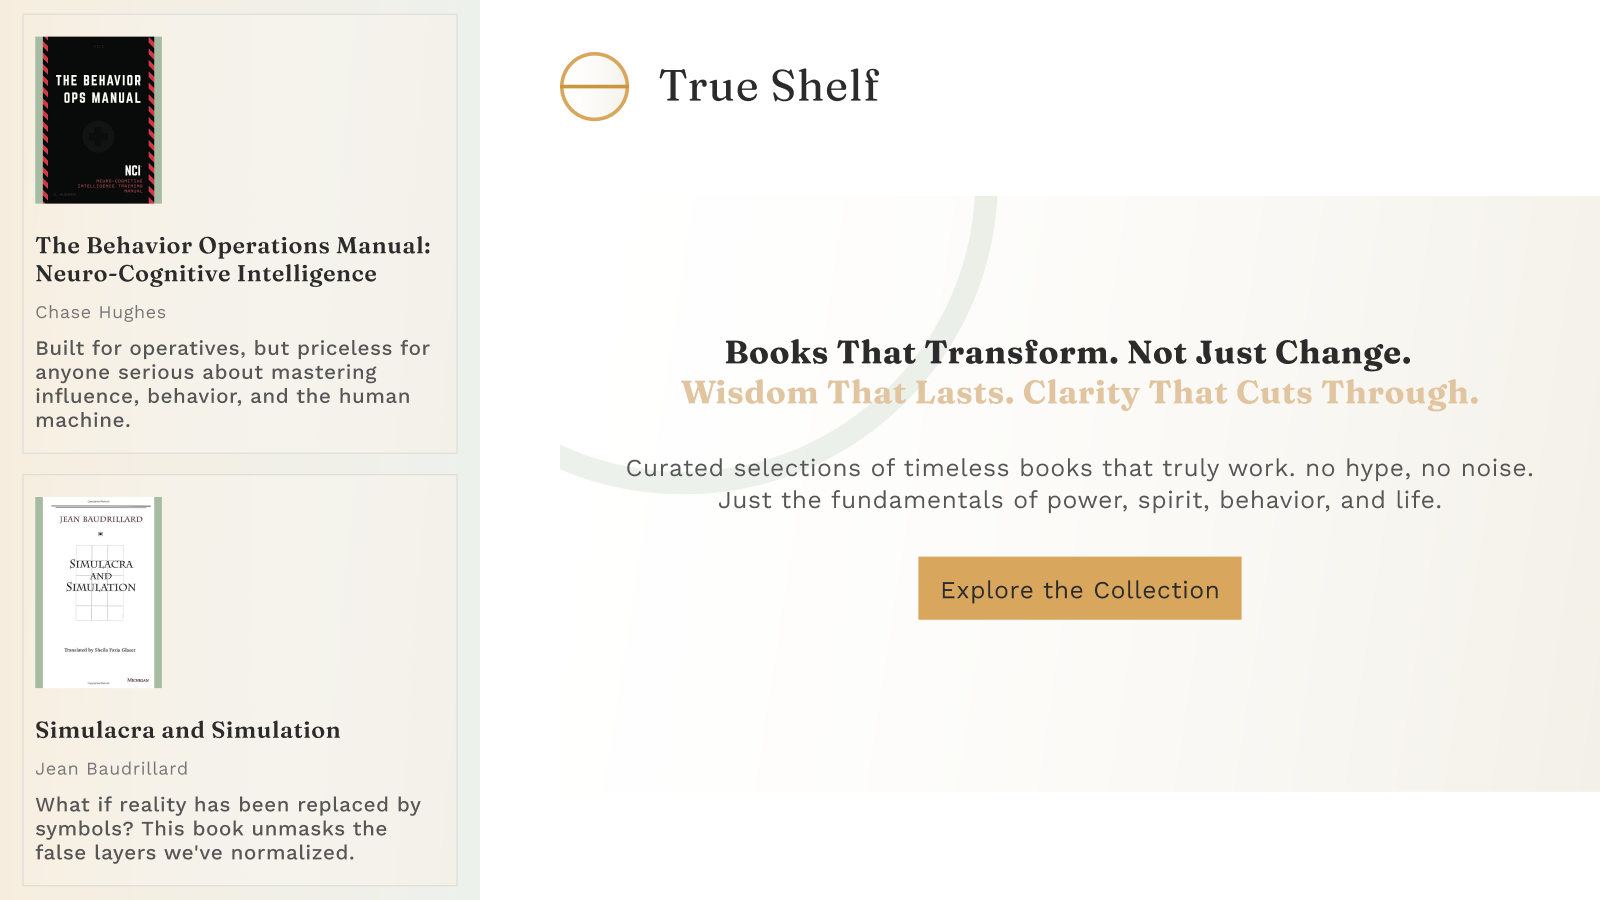 THE BEHAVIOR
OPS MANUAL
NCI
NEURO-COGNITIVE
INTELLIGENCE TRAINING
MANUAL
The Behavior Operations Manual:
Neuro-Cognitive Intelligence
Chase Hughes
Built for operatives, but priceless for
anyone serious about mastering
influence, behavior, and the human
machine.
JEAN BAUDRILLARD
SIMULACRA
AND
SIMULATION
Translated by Sheila Faria Glaser
MICHIGAN
Simulacra and Simulation
Jean Baudrillard
What if reality has been replaced by
symbols? This book unmasks the
false layers we've normalized.
True Shelf
Books That Transform. Not Just Change.
Wisdom That Lasts. Clarity That Cuts Through.
Curated selections of timeless books that truly work. no hype, no noise.
Just the fundamentals of power, spirit, behavior, and life.
Explore the Collection